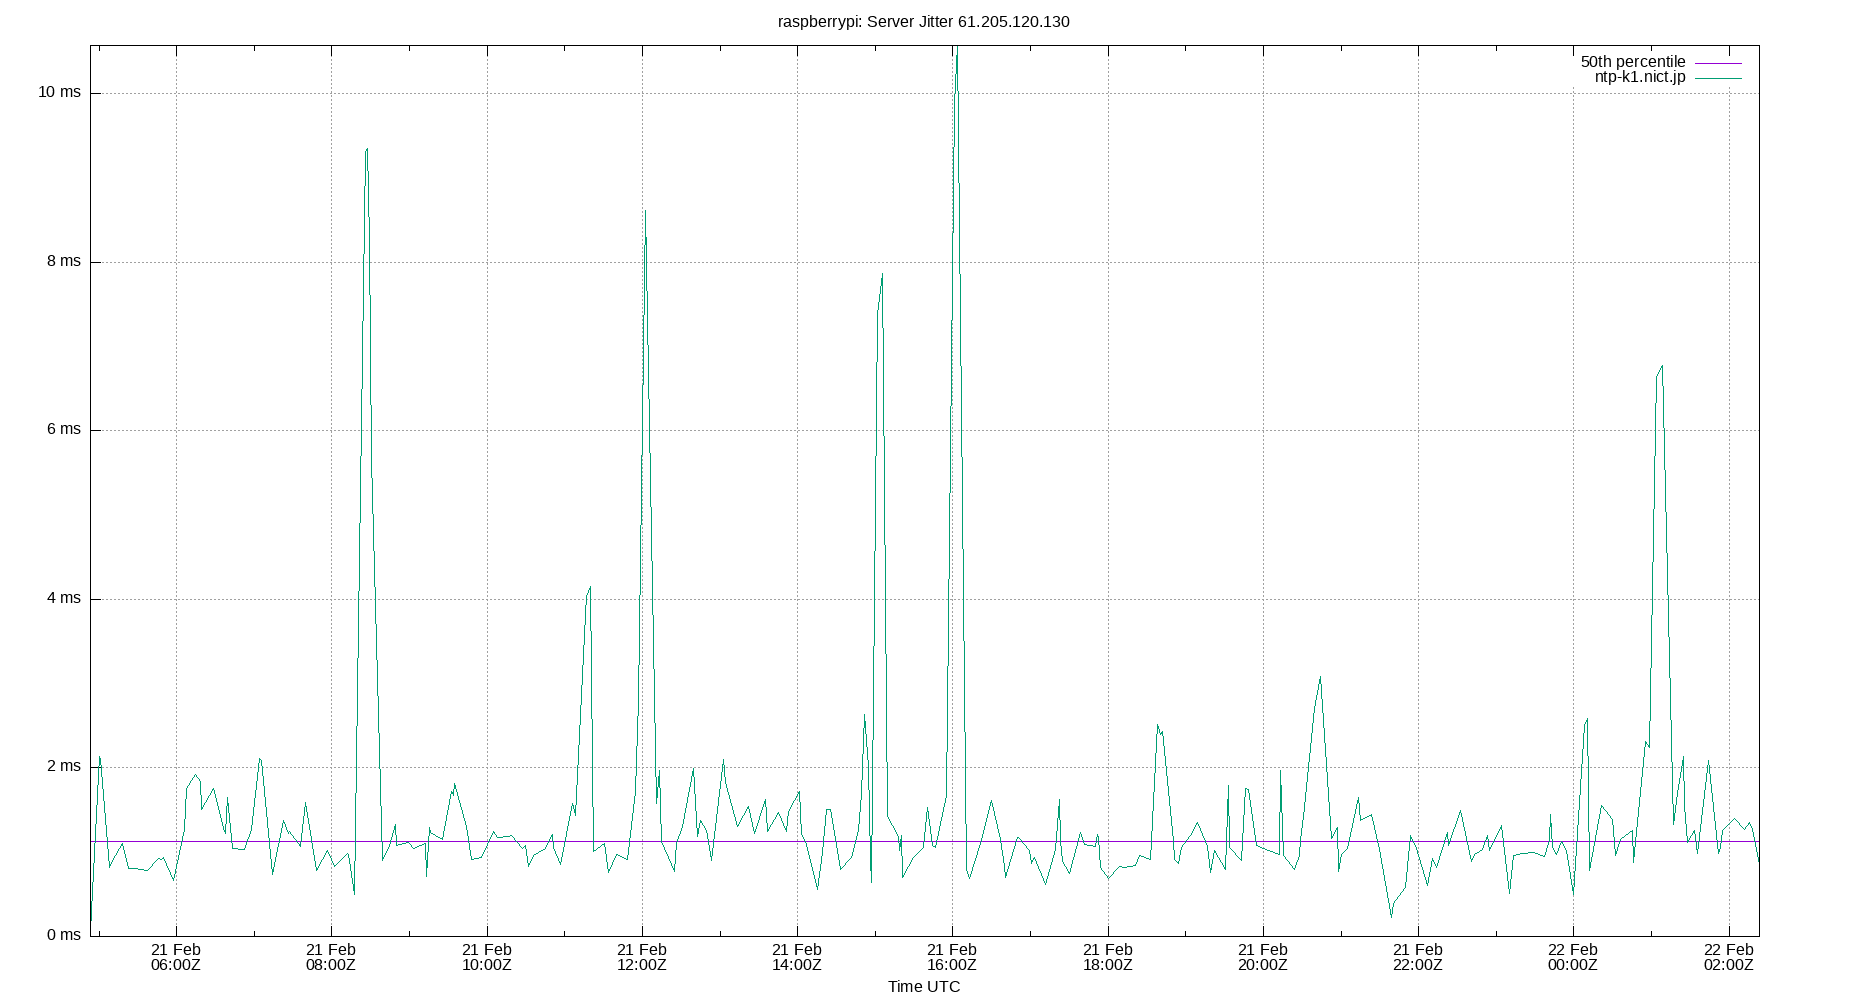 raspberrypi: Server Jitter 61.205.120.130
50th percentile
ntp-k1.nict.jp
10 ms
8 ms
6 ms
4 ms
2 ms
0 ms
21 Feb 21 Feb 21 Feb 21 Feb 21 Feb 21 Feb 21 Feb 21 Feb 21 Feb 22 Feb 22 Feb
06:00Z 08:00Z 10:00Z 12:00Z 14:00Z 16:00Z 18:00Z 20:00Z 22:00Z 00:00Z 02:00Z
Time UTC